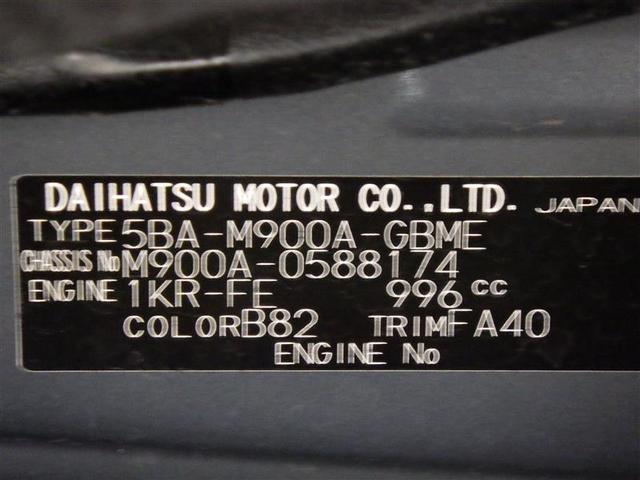 DAIHATSU MOTOR CO.,LTD. JAPAN
TYPE 5BA-M900A-GBME
CHASSIS No M900A-0588174
ENGINE 1KR-FE 996 cc
COLOR B82 TRIM FA40
ENGINE No